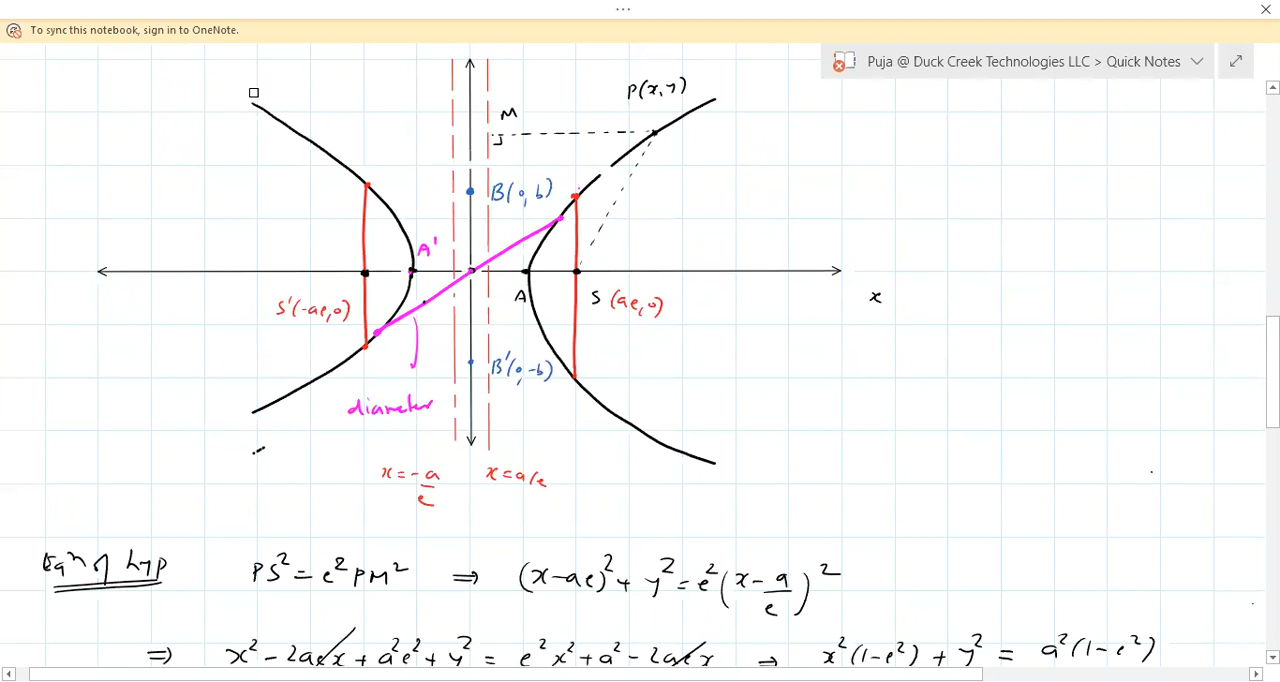 ...
To sync this notebook, sign in to OneNote.
Puja @ Duck Creek Technologies LLC > Quick Notes
P(x,y)
M
B(0,b)
A'
S'(-ae,0)
A
S (ae,0)
x
B'(0,-b)
diameter
x = -a/e
x = a/e
Eqⁿ of hyp PS² = e² PM² ⇒ (x-ae)² + y² = e² (x - a/e)²
⇒ x² - 2aex + a²e² + y² = e²x² + a² - 2aex ⇒ x²(1-e²) + y² = a²(1-e²)